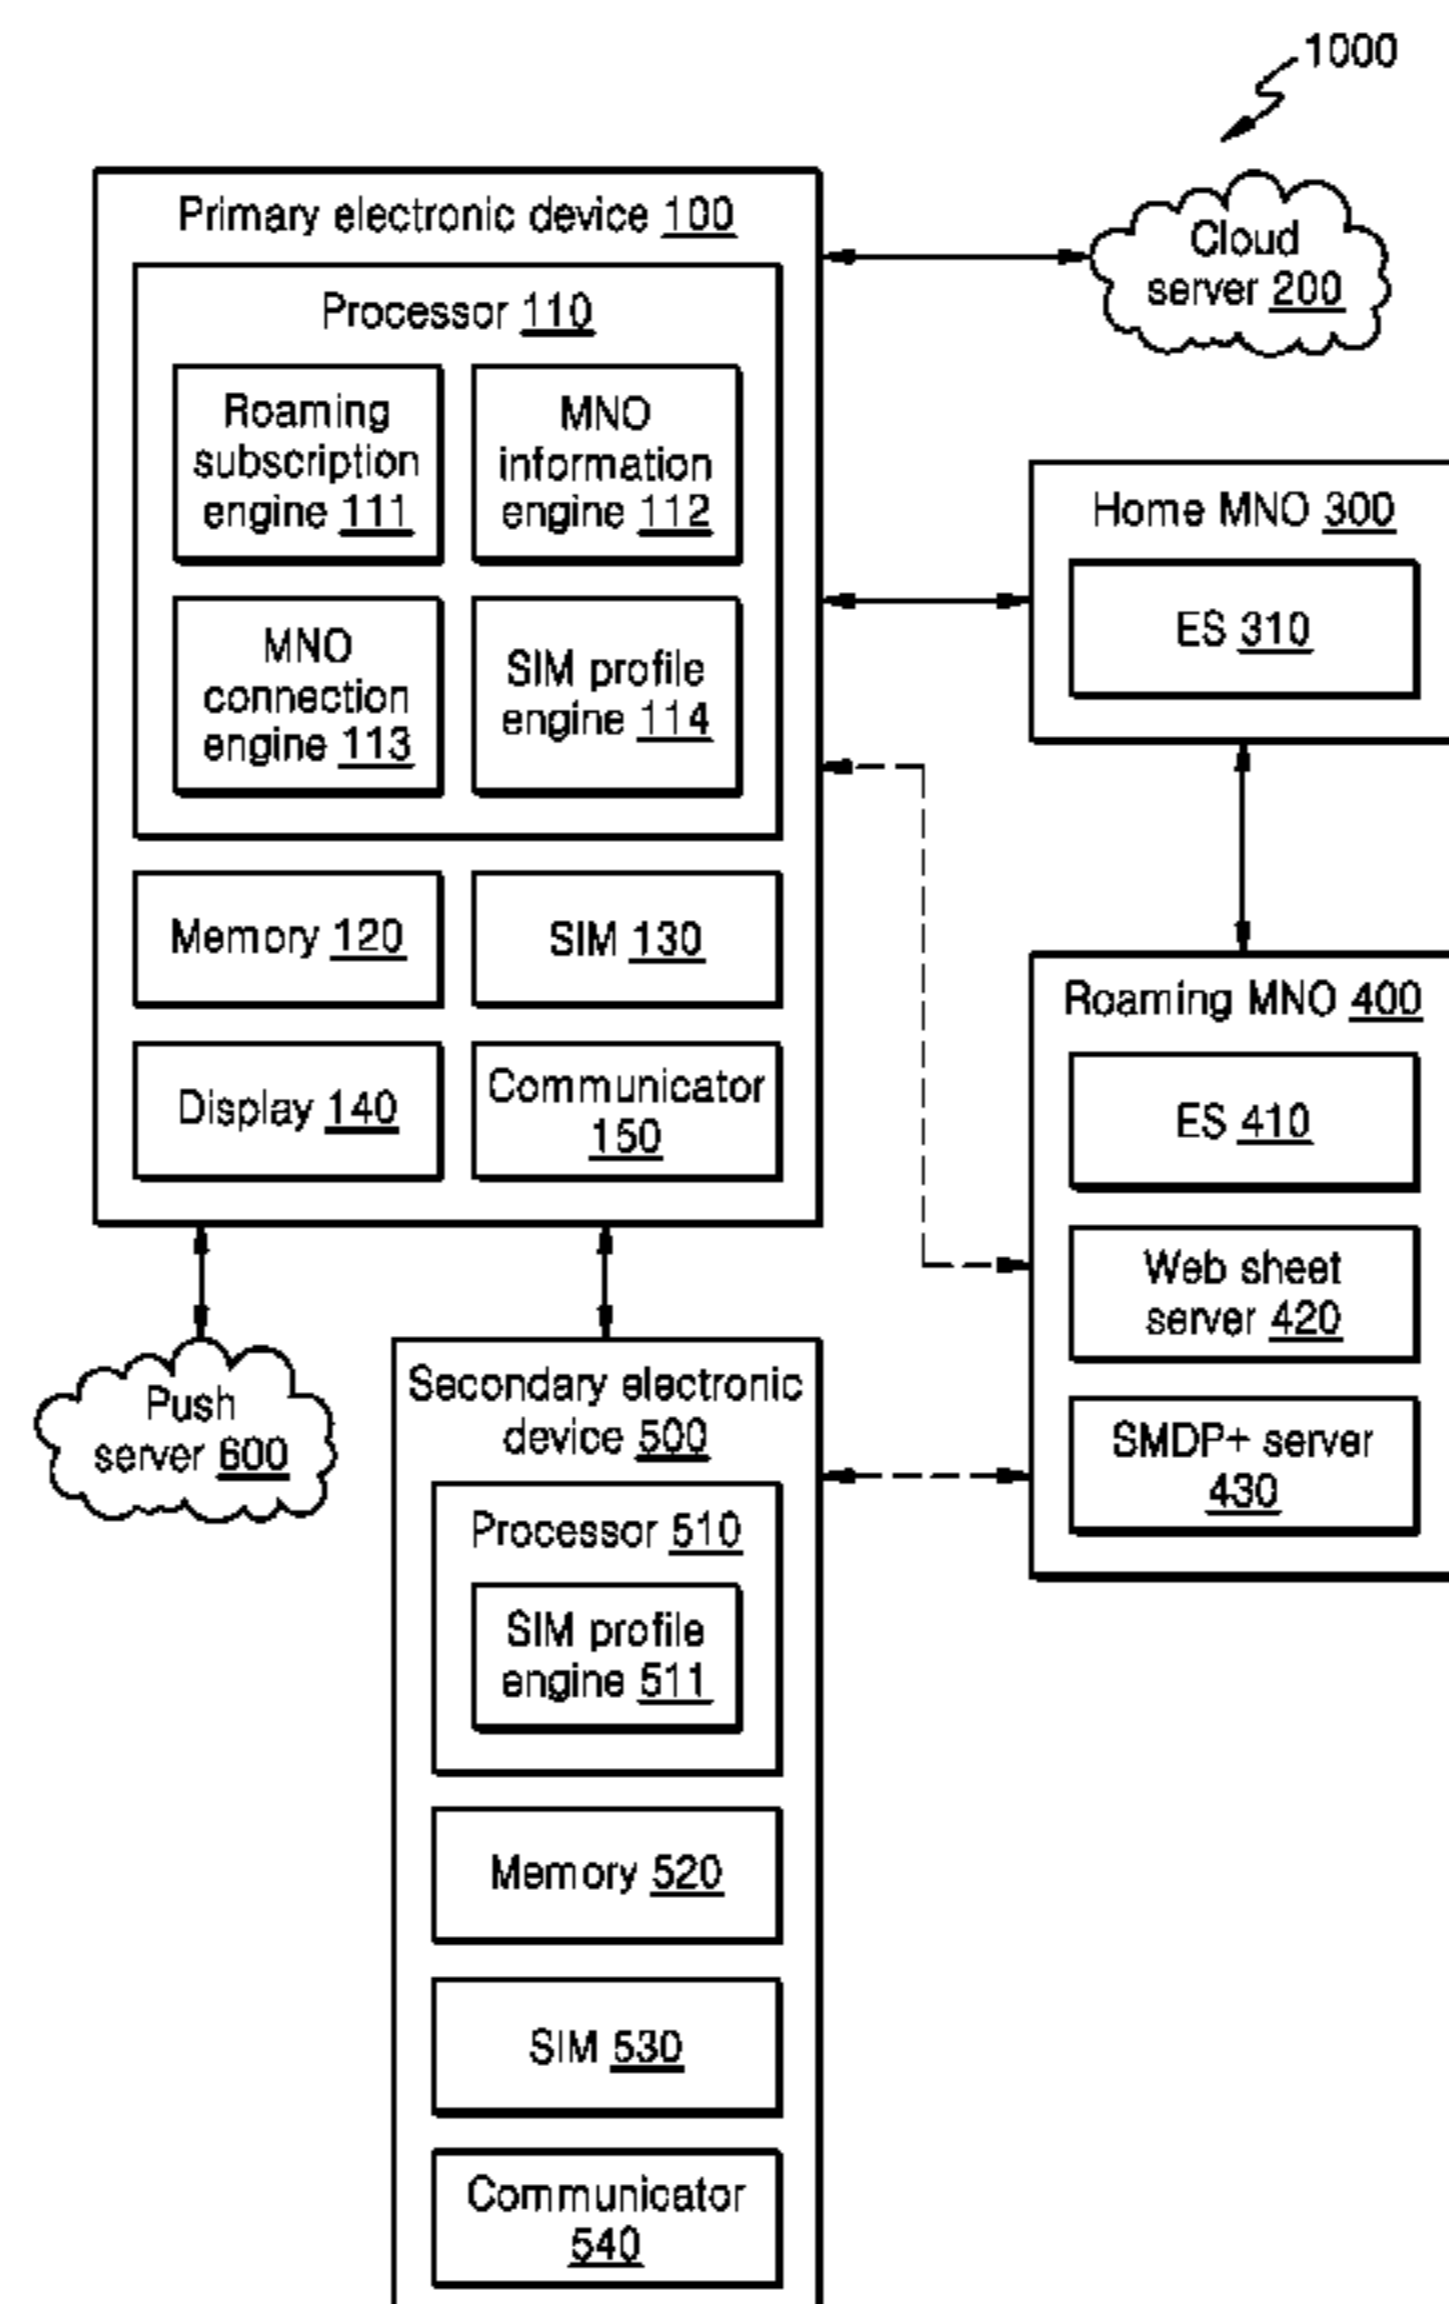 1000
Primary electronic device 100
Processor 110
Roaming
subscription
engine 111
MNO
information
engine 112
MNO
connection
engine 113
SIM profile
engine 114
Memory 120
SIM 130
Display 140
Communicator
150
Cloud
server 200
Home MNO 300
ES 310
Roaming MNO 400
ES 410
Web sheet
server 420
SMDP+ server
430
Push
server 600
Secondary electronic
device 500
Processor 510
SIM profile
engine 511
Memory 520
SIM 530
Communicator
540